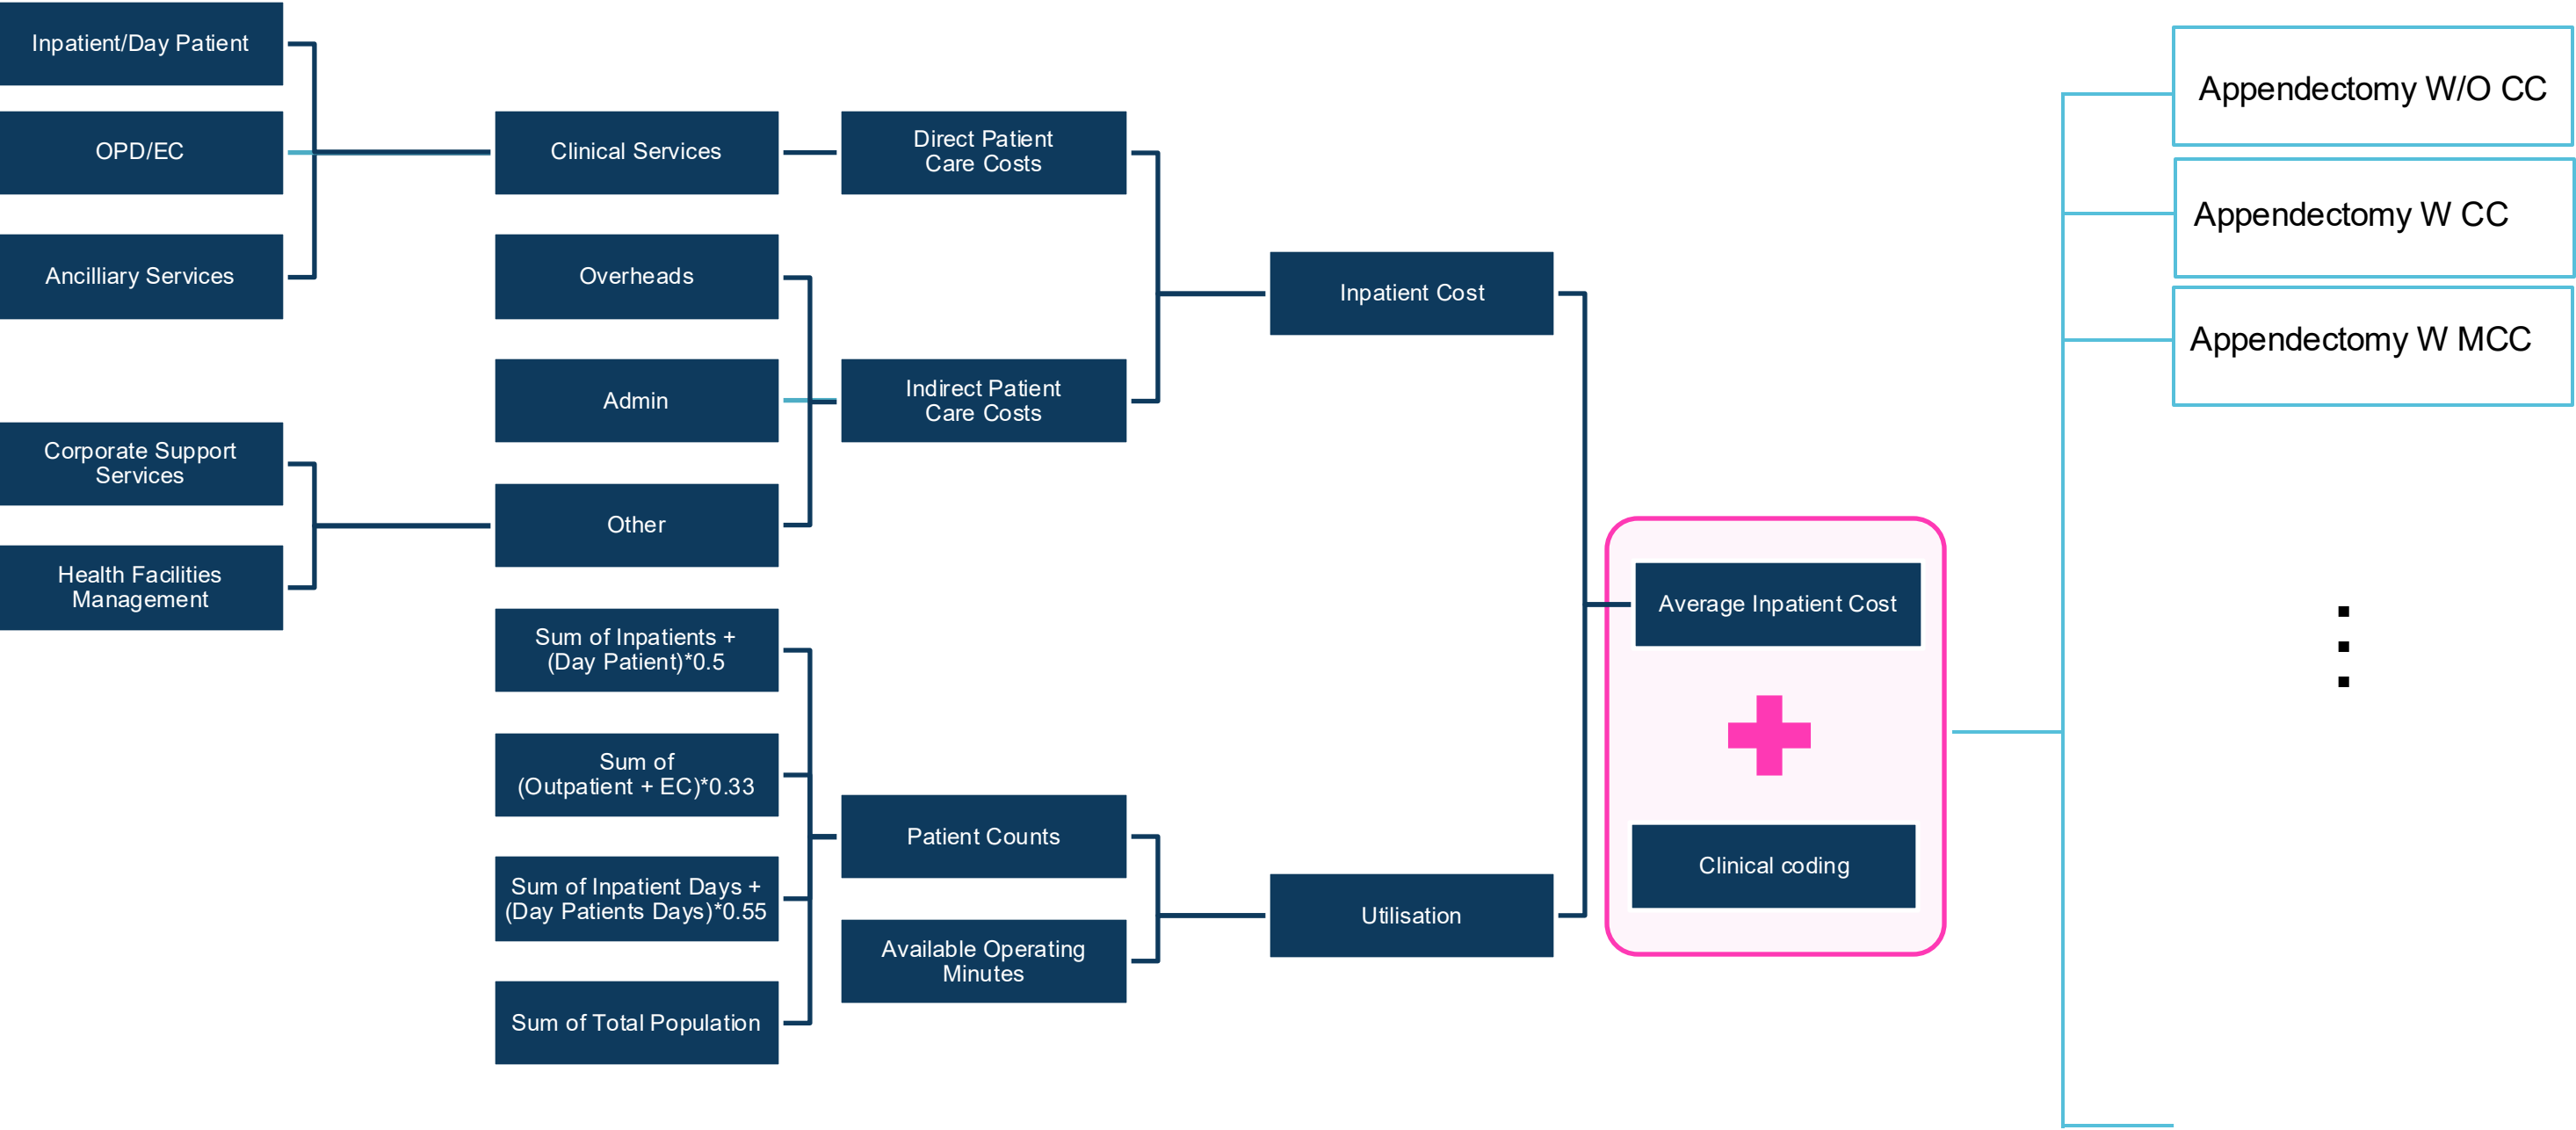 Inpatient/Day Patient
OPD/EC
Ancilliary Services
Corporate Support
Services
Health Facilities
Management
Clinical Services
Overheads
Admin
Other
Sum of Inpatients +
(Day Patient)*0.5
Sum of
(Outpatient + EC)*0.33
Sum of Inpatient Days +
(Day Patients Days)*0.55
Sum of Total Population
Direct Patient
Care Costs
Indirect Patient
Care Costs
Patient Counts
Available Operating
Minutes
Inpatient Cost
Utilisation
Average Inpatient Cost
Clinical coding
Appendectomy W/O CC
Appendectomy W CC
Appendectomy W MCC